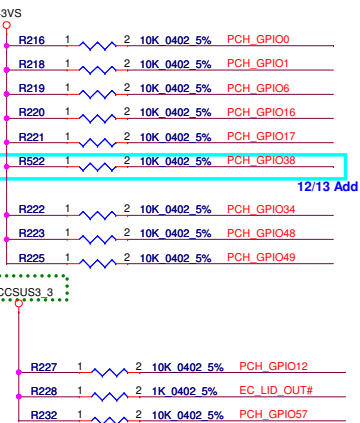 3VS
R216 1 2 10K_0402_5% PCH_GPIO0
R218 1 2 10K_0402_5% PCH_GPIO1
R219 1 2 10K_0402_5% PCH_GPIO6
R220 1 2 10K_0402_5% PCH_GPIO16
R221 1 2 10K_0402_5% PCH_GPIO17
R522 1 2 10K_0402_5% PCH_GPIO38
12/13 Add
R222 1 2 10K_0402_5% PCH_GPIO34
R223 1 2 10K_0402_5% PCH_GPIO48
R225 1 2 10K_0402_5% PCH_GPIO49
CCSUS3_3
R227 1 2 10K_0402_5% PCH_GPIO12
R228 1 2 1K_0402_5% EC_LID_OUT#
R232 1 2 10K_0402_5% PCH_GPIO57